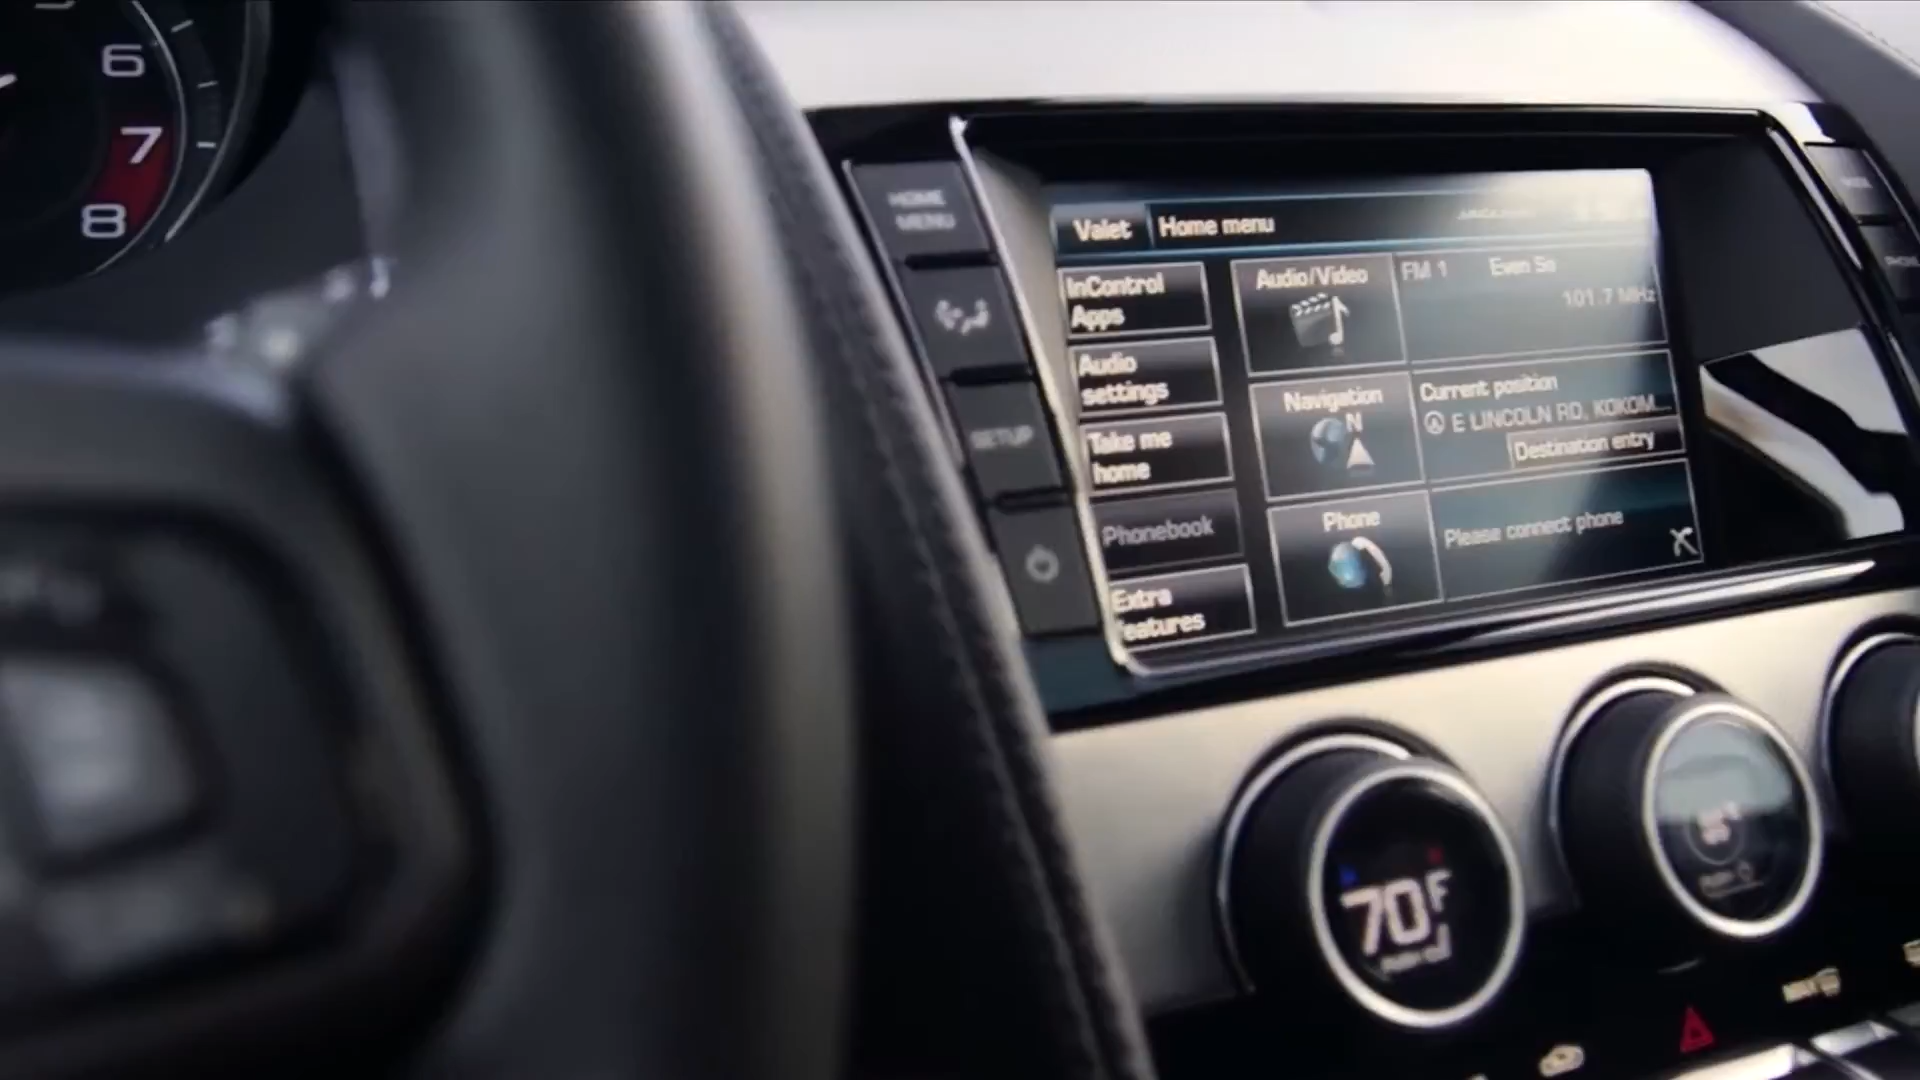 6
7
8
HOME
MENU
SETUP
Valet
Home menu
InControl
Apps
Audio
settings
Take me
home
Phonebook
Extra
features
Audio/Video
FM 1
Even So
101.7 MHz
Navigation
N
Current position
E LINCOLN RD, KOKOM...
Destination entry
Phone
Please connect phone
70F